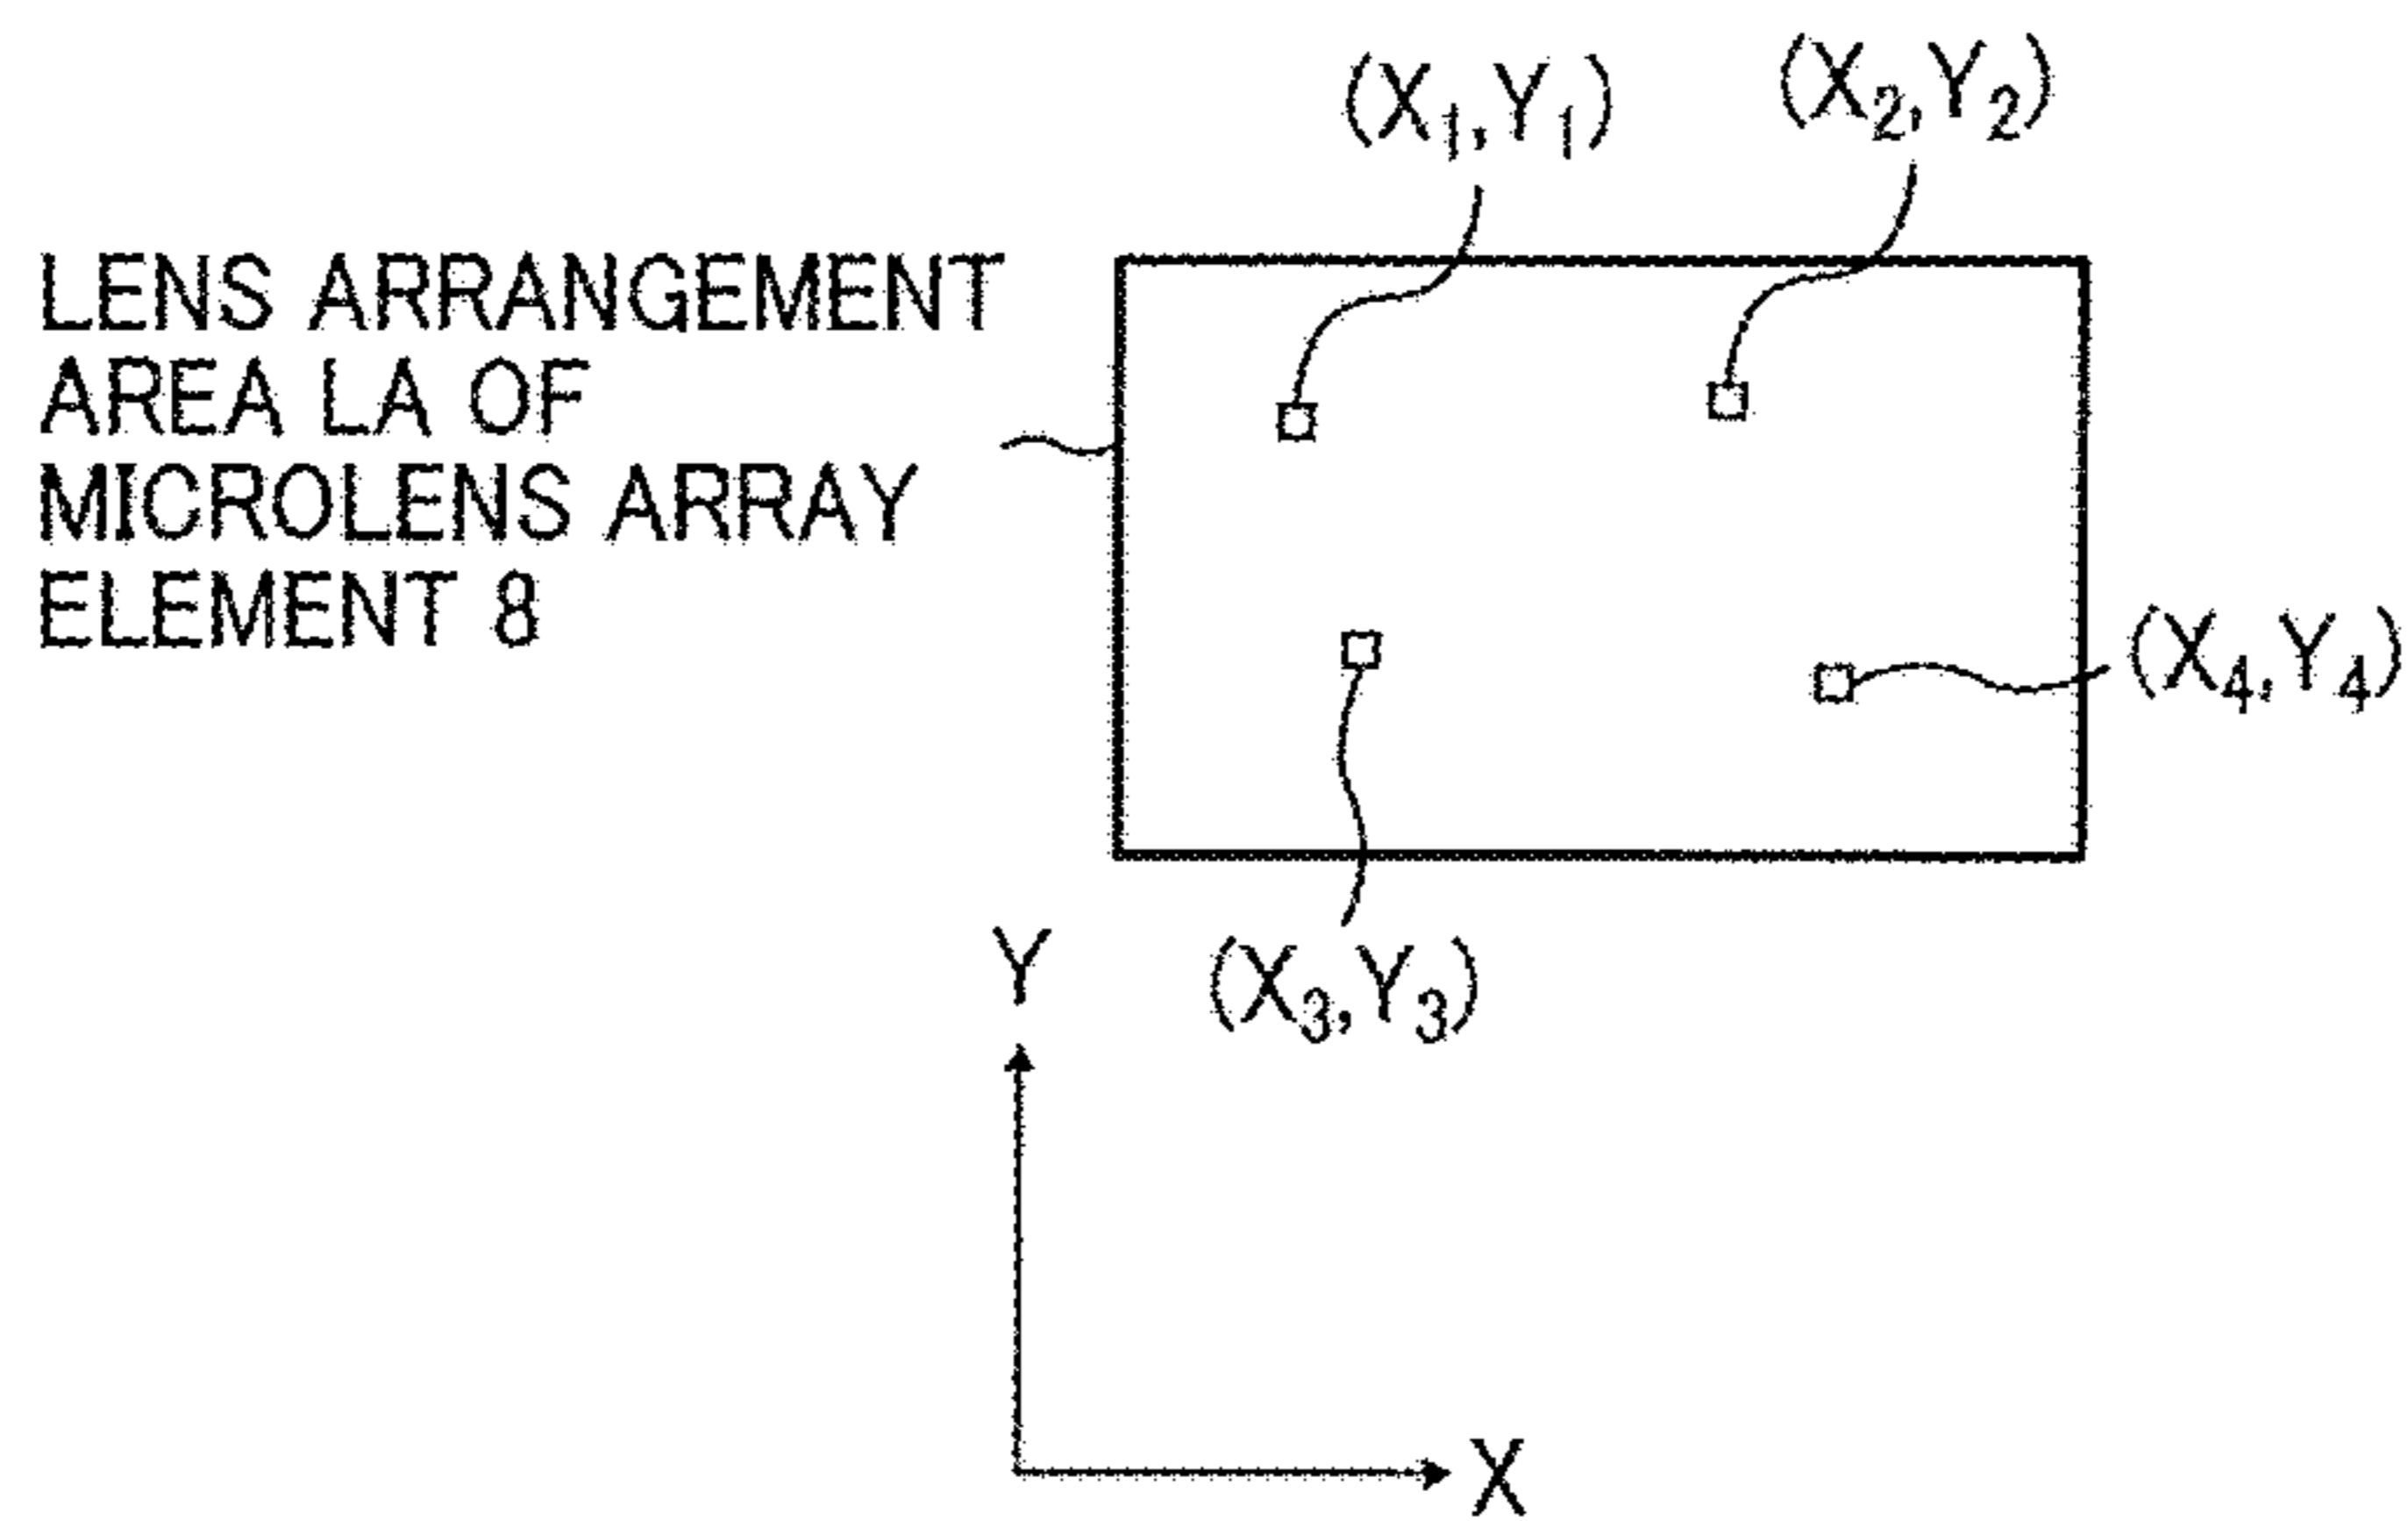 (X₁,Y₁)
(X₂,Y₂)
LENS ARRANGEMENT
AREA LA OF
MICROLENS ARRAY
ELEMENT 8
(X₄,Y₄)
(X₃,Y₃)
Y
X